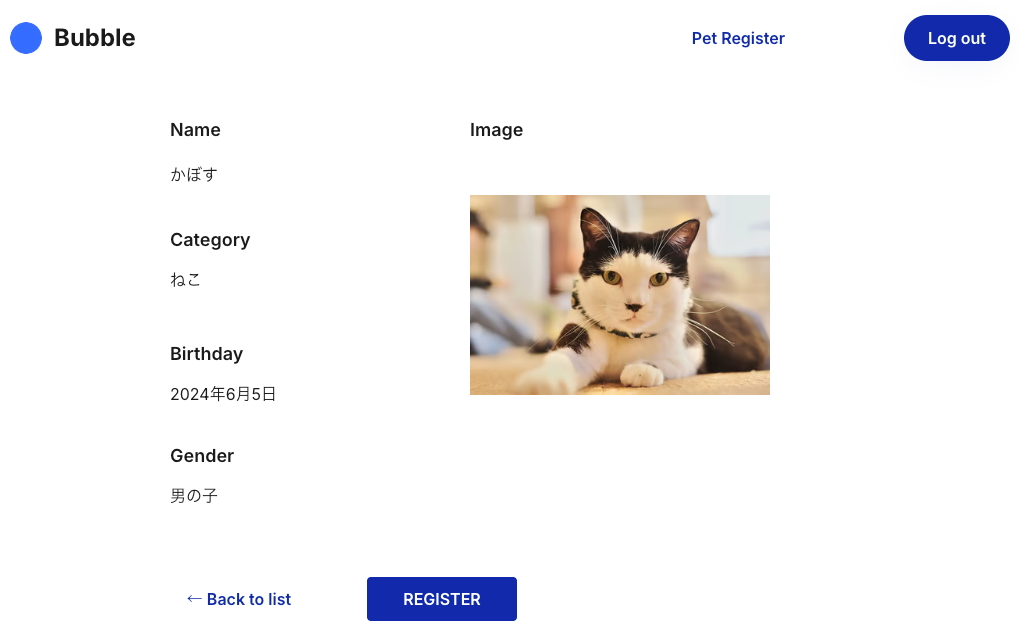 Bubble
Pet Register
Log out
Name
かぼす
Category
ねこ
Birthday
2024年6月5日
Gender
男の子
Image
← Back to list
REGISTER